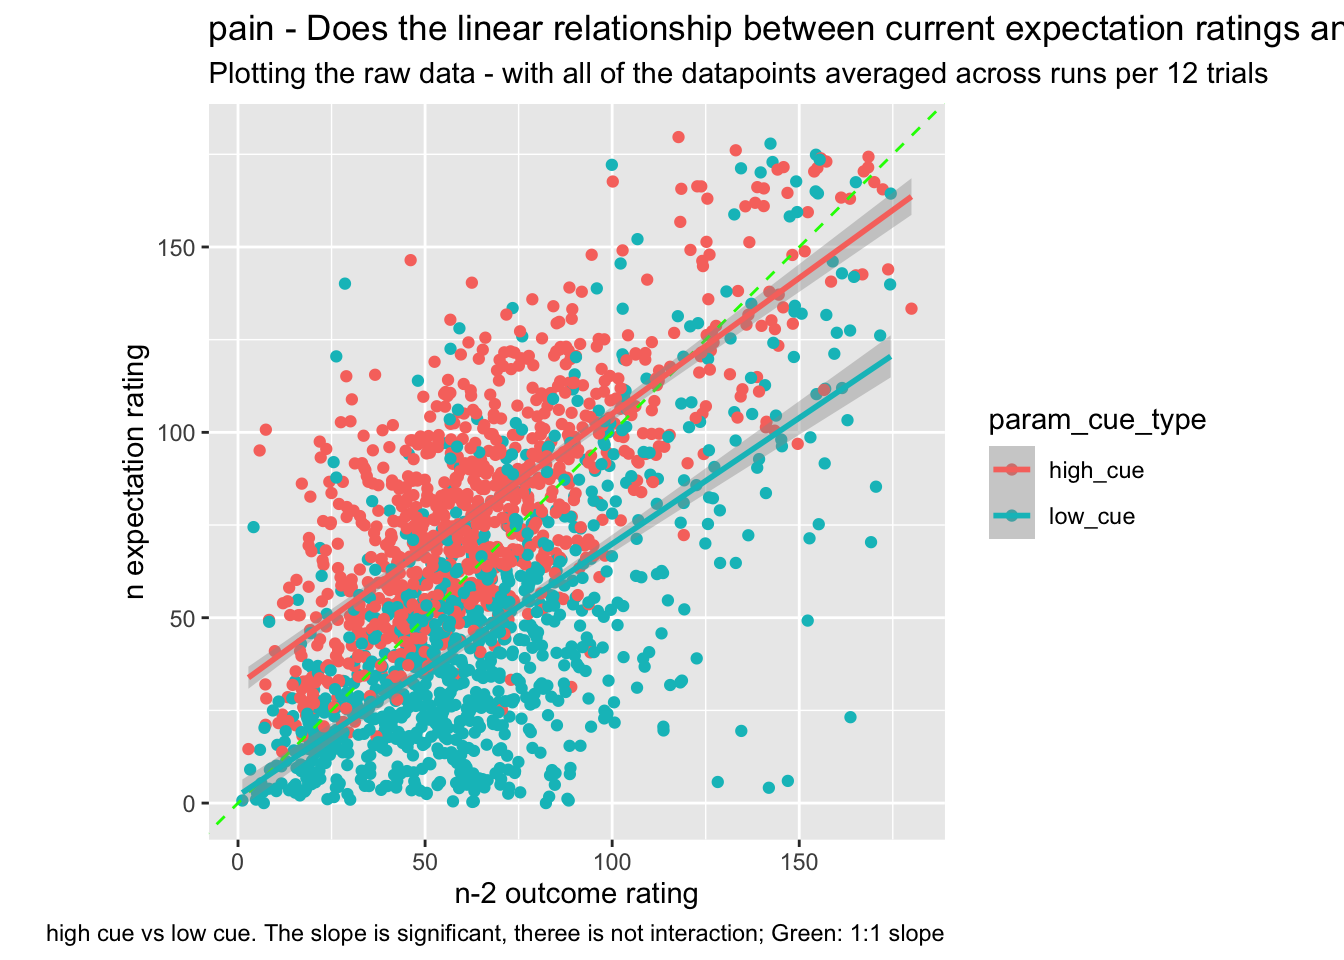 pain - Does the linear relationship between current expectation ratings an
Plotting the raw data - with all of the datapoints averaged across runs per 12 trials
150
100
50
0
n expectation rating
0 50 100 150
n-2 outcome rating
param_cue_type
high_cue
low_cue
high cue vs low cue. The slope is significant, theree is not interaction; Green: 1:1 slope